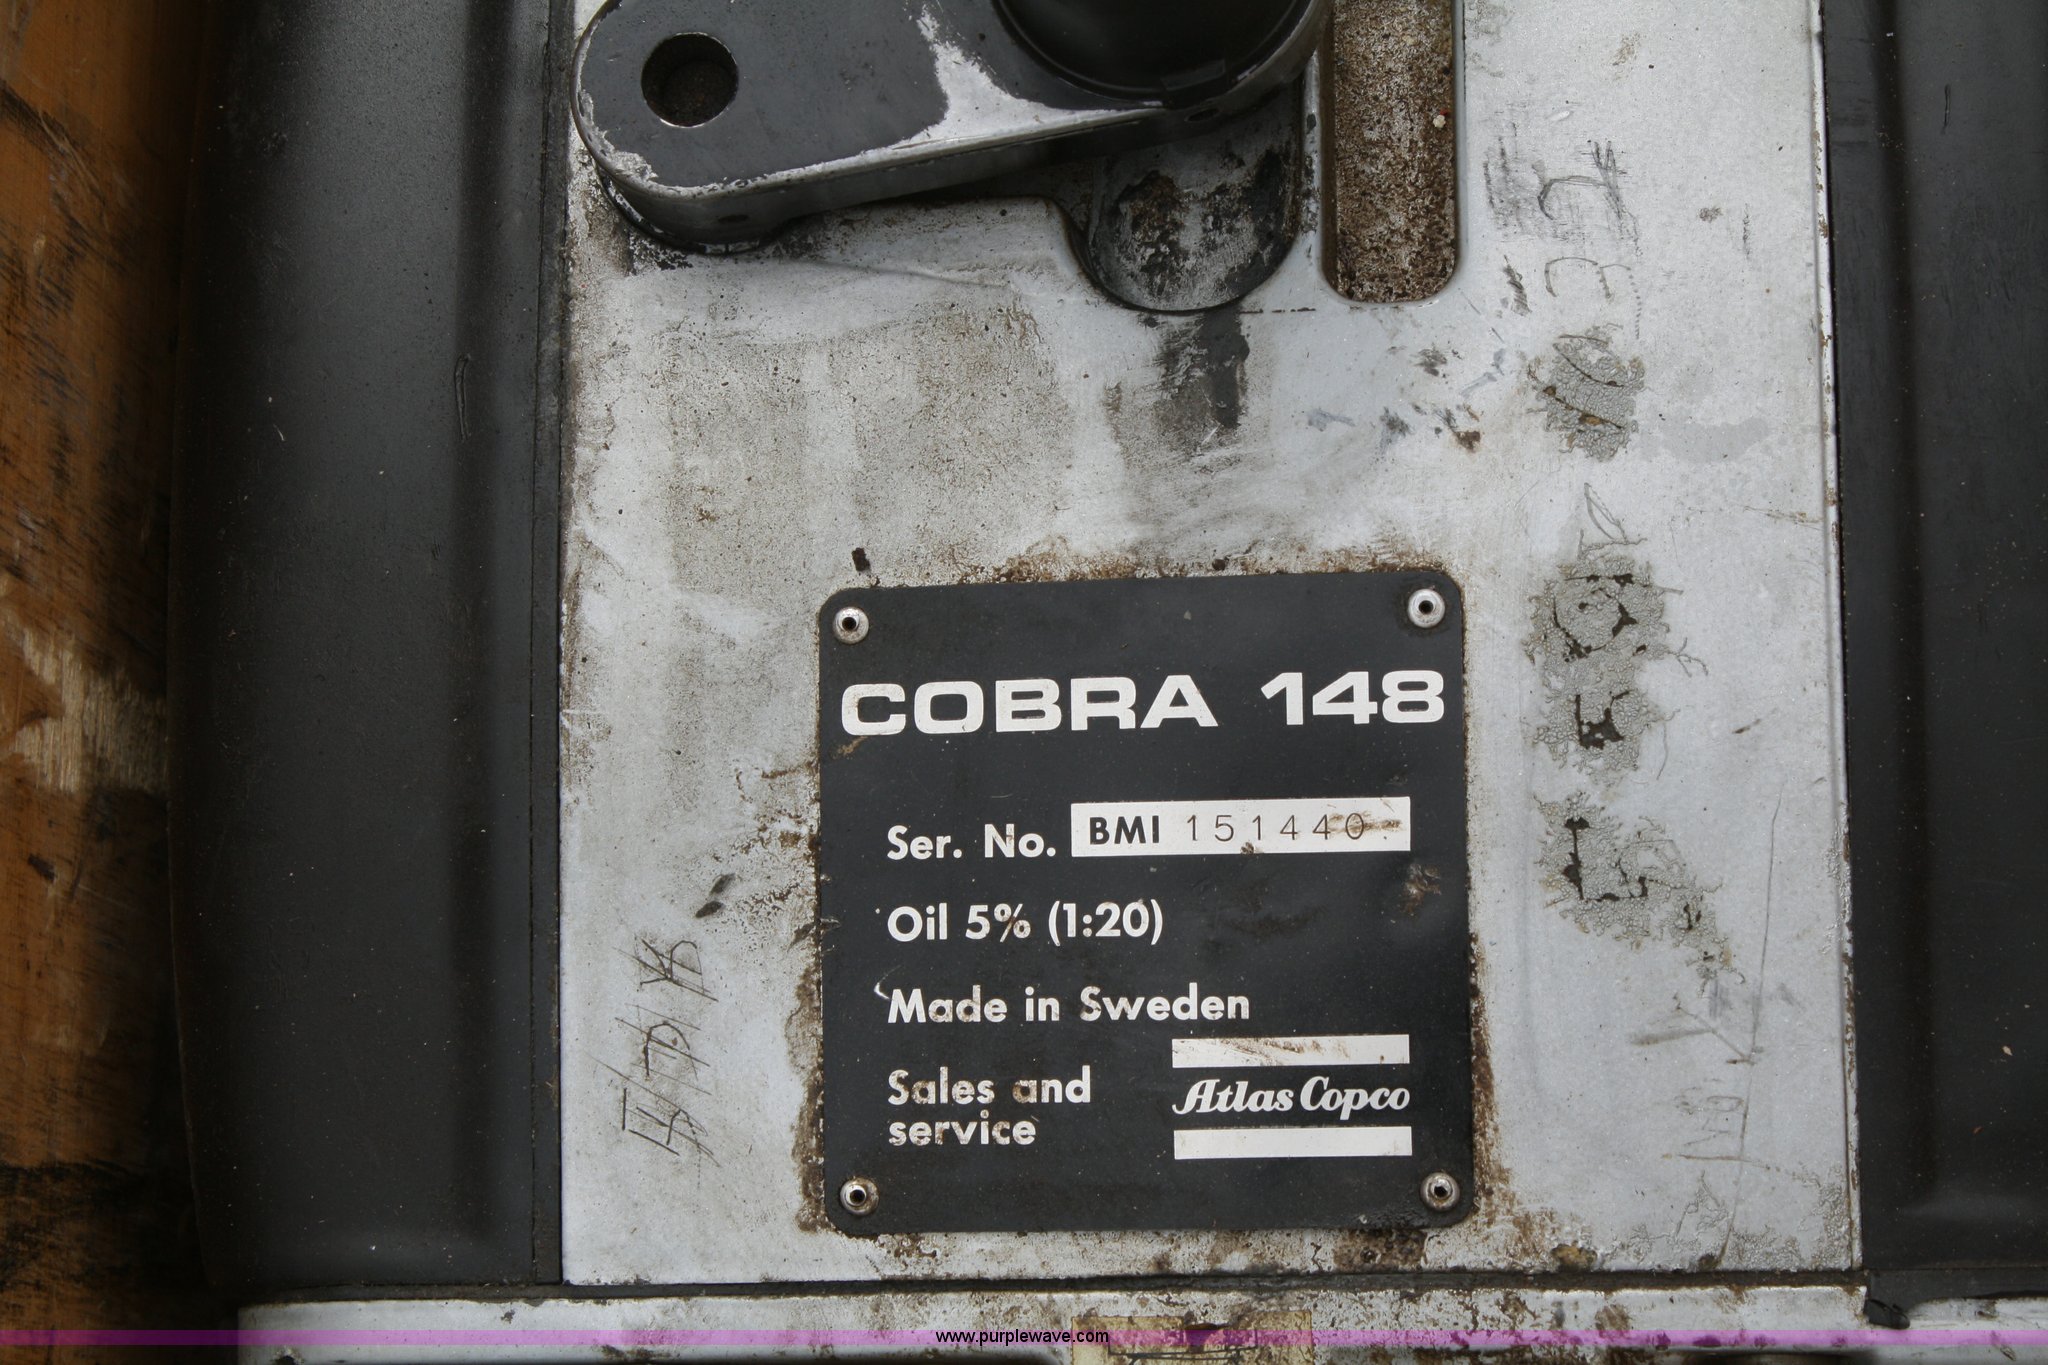 COBRA 148
Ser. No. BMI 151440
Oil 5% (1:20)
Made in Sweden
Sales and
service
Atlas Copco
www.purplewave.com